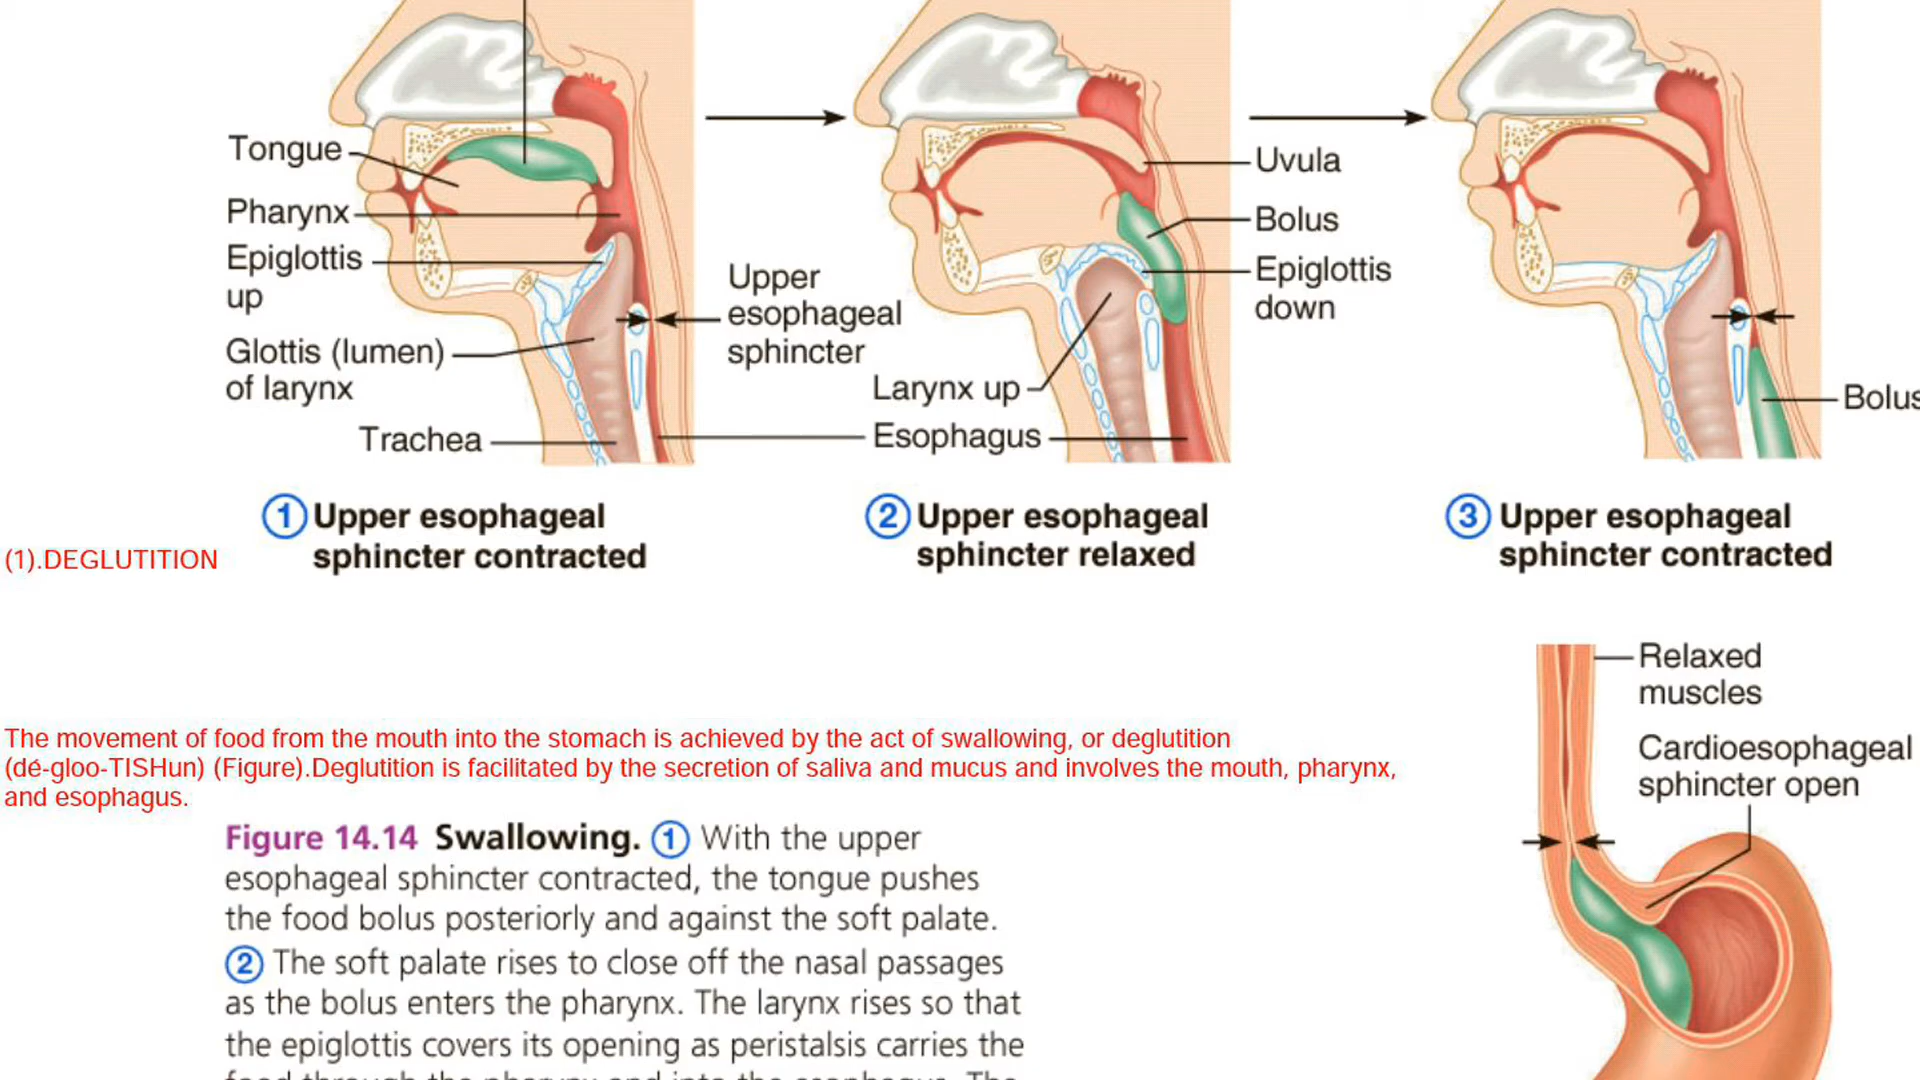 Tongue
Pharynx
Epiglottis
up
Glottis (lumen)
of larynx
Trachea
Upper
esophageal
sphincter
Larynx up
Esophagus
Uvula
Bolus
Epiglottis
down
Bolus
1 Upper esophageal
sphincter contracted
2 Upper esophageal
sphincter relaxed
3 Upper esophageal
sphincter contracted
(1).DEGLUTITION
Relaxed
muscles
Cardioesophageal
sphincter open
The movement of food from the mouth into the stomach is achieved by the act of swallowing, or deglutition
(dé-gloo-TISHun) (Figure).Deglutition is facilitated by the secretion of saliva and mucus and involves the mouth, pharynx,
and esophagus.
Figure 14.14 Swallowing. 1 With the upper
esophageal sphincter contracted, the tongue pushes
the food bolus posteriorly and against the soft palate.
2 The soft palate rises to close off the nasal passages
as the bolus enters the pharynx. The larynx rises so that
the epiglottis covers its opening as peristalsis carries the